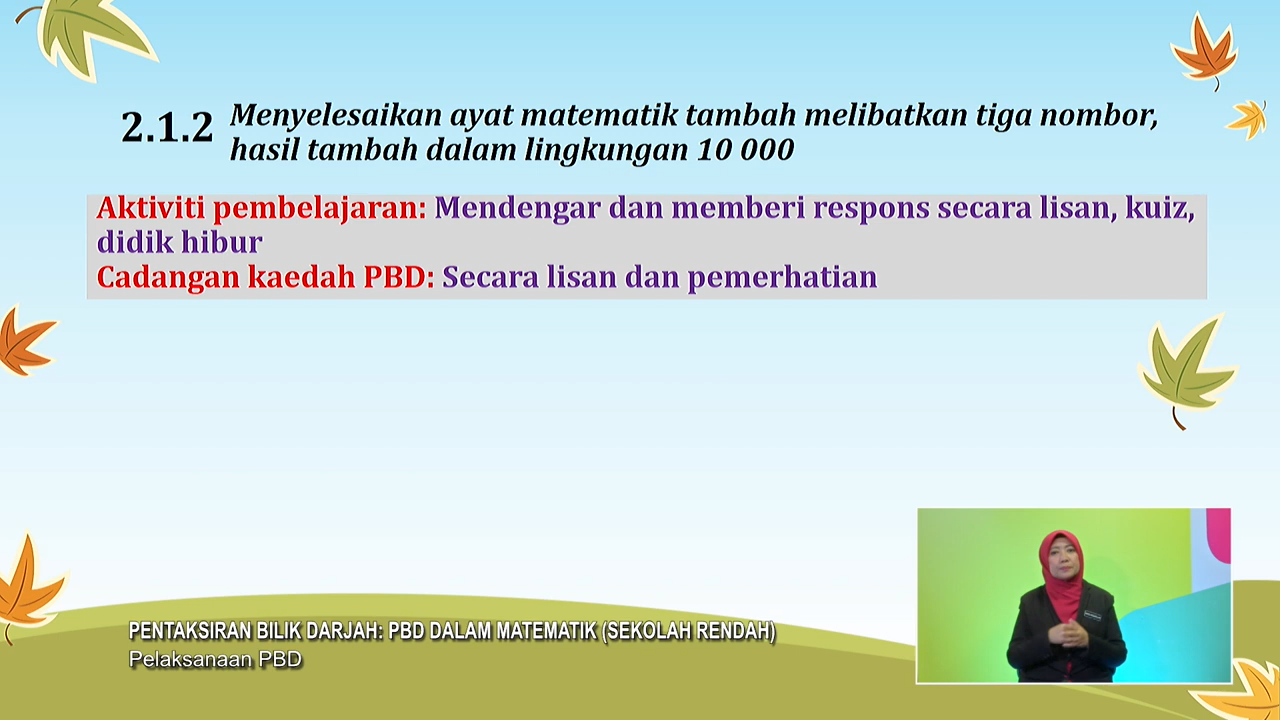 2.1.2 Menyelesaikan ayat matematik tambah melibatkan tiga nombor,
hasil tambah dalam lingkungan 10 000
Aktiviti pembelajaran: Mendengar dan memberi respons secara lisan, kuiz,
didik hibur
Cadangan kaedah PBD: Secara lisan dan pemerhatian
PENTAKSIRAN BILIK DARJAH: PBD DALAM MATEMATIK (SEKOLAH RENDAH)
Pelaksanaan PBD